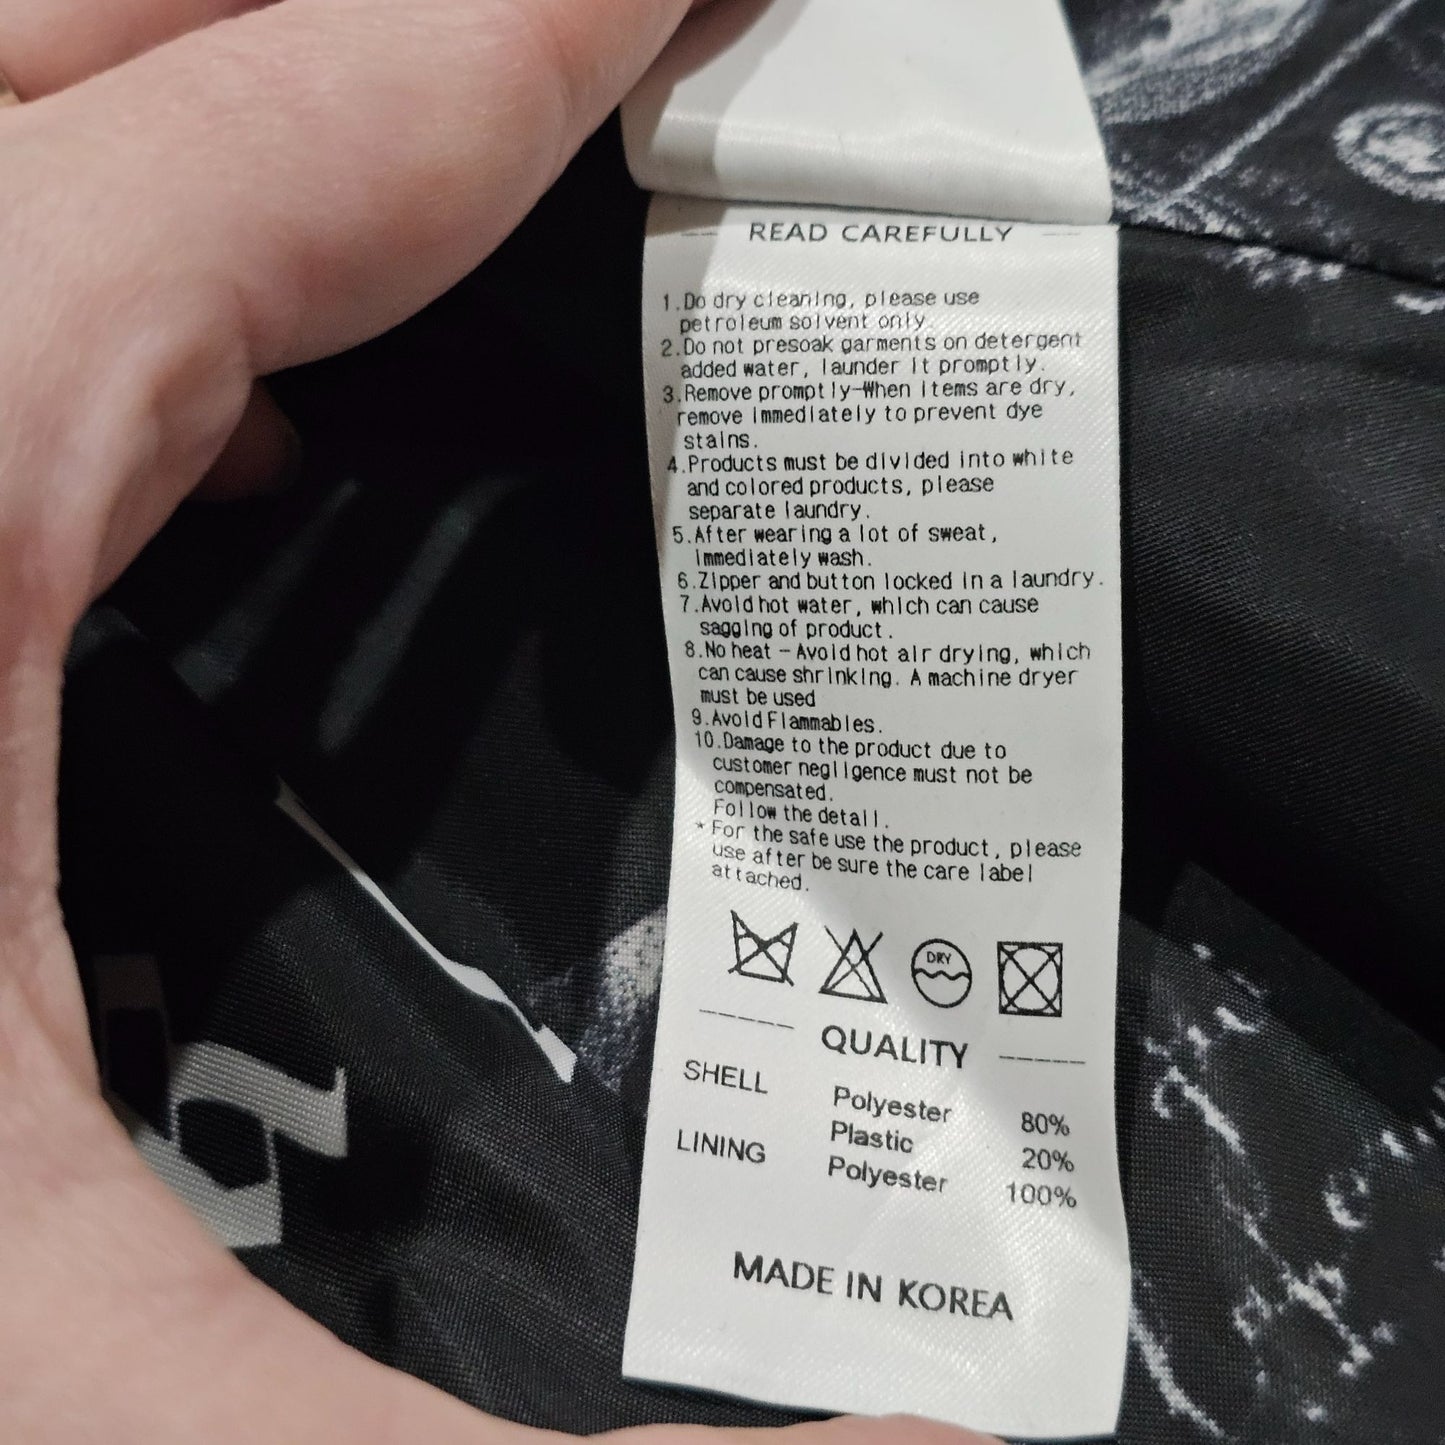 READ CAREFULLY
1.Do dry cleaning, please use
petroleum solvent only.
2.Do not presoak garments on detergent
added water, launder it promptly.
3.Remove promptly-When items are dry,
remove immediately to prevent dye
stains.
4.Products must be divided into white
and colored products, please
separate laundry.
5.After wearing a lot of sweat,
immediately wash.
6.Zipper and button locked in a laundry.
7.Avoid hot water, which can cause
sagging of product.
8.No heat - Avoid hot air drying, which
can cause shrinking. A machine dryer
must be used
9.Avoid Flammables.
10.Damage to the product due to
customer negligence must not be
compensated.
Follow the detail.
* For the safe use the product, please
use after be sure the care label
attached.
DRY
QUALITY
SHELL Polyester 80%
Plastic 20%
LINING Polyester 100%
MADE IN KOREA